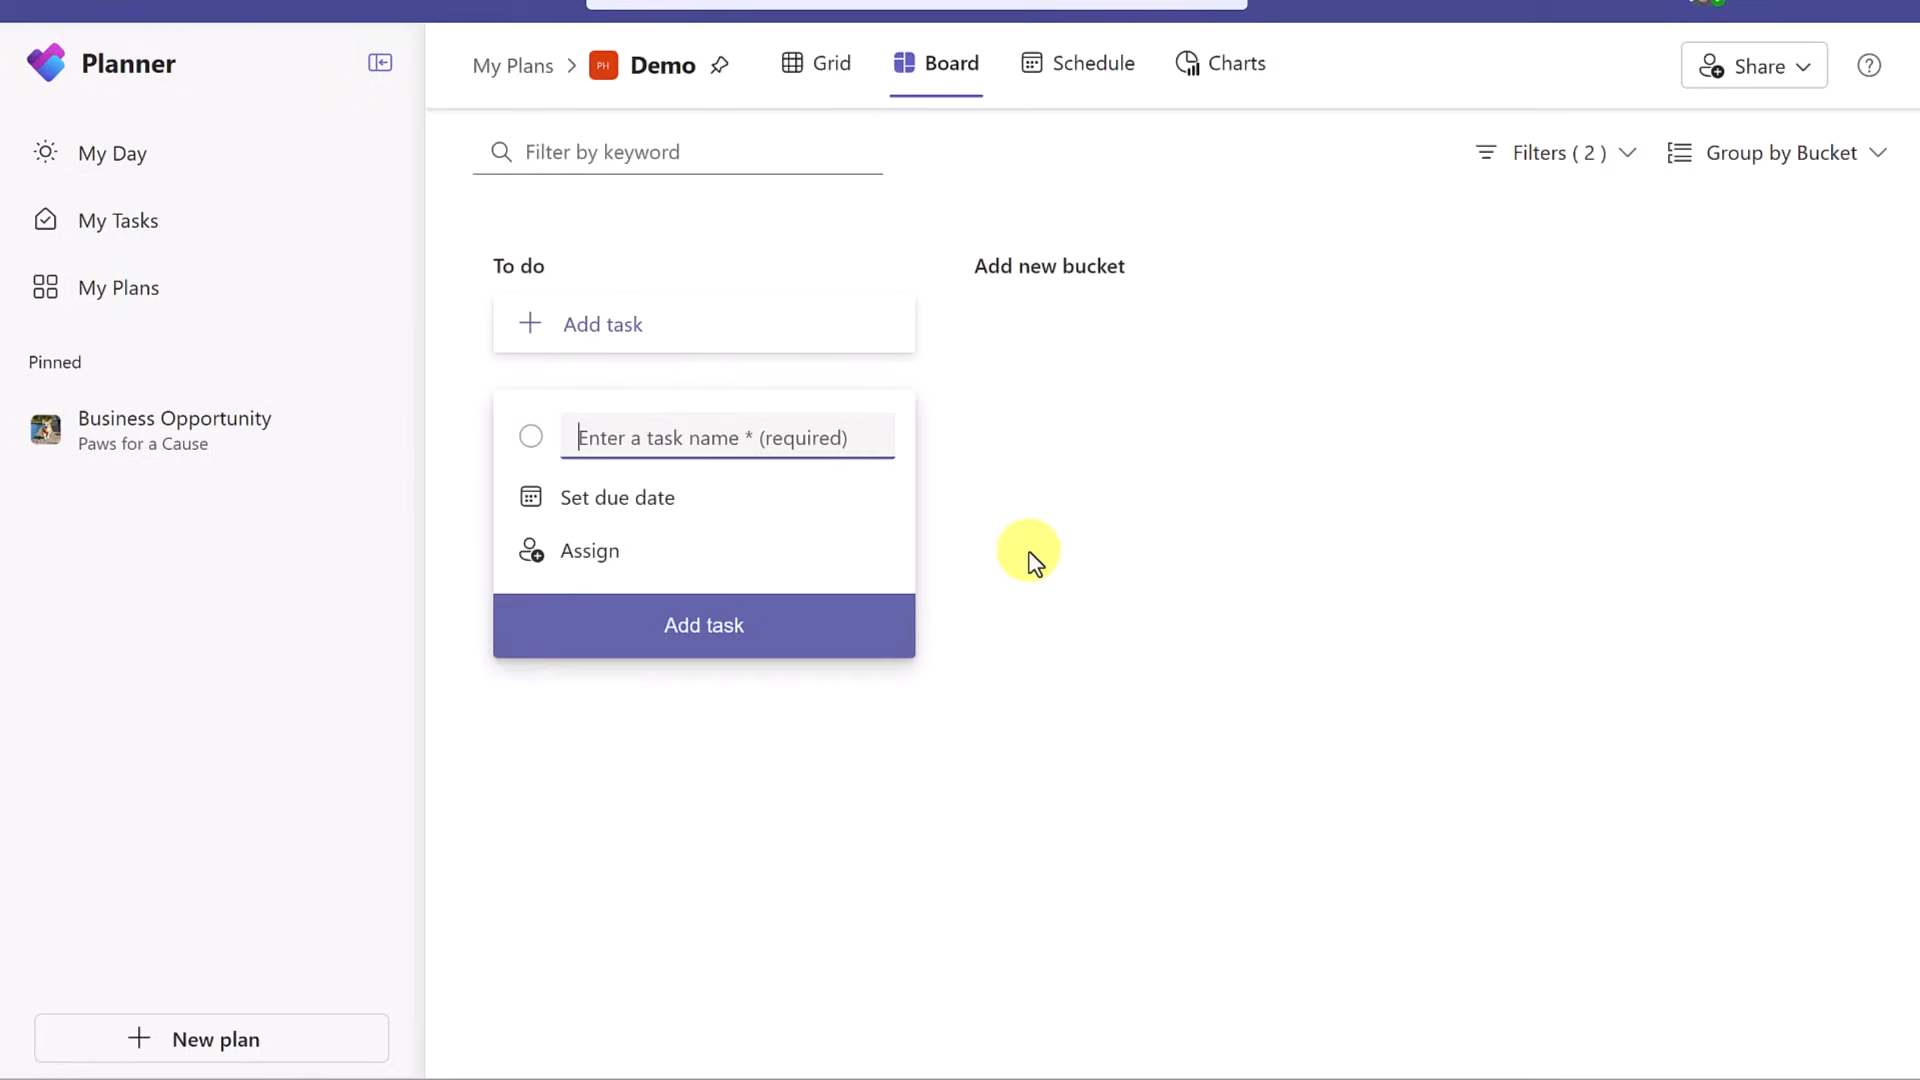 Planner
My Plans > PH Demo
Grid
Board
Schedule
Charts
Share
My Day
My Tasks
My Plans
Pinned
Business Opportunity
Paws for a Cause
New plan
Filter by keyword
Filters ( 2 )
Group by Bucket
To do
Add new bucket
Add task
Enter a task name * (required)
Set due date
Assign
Add task